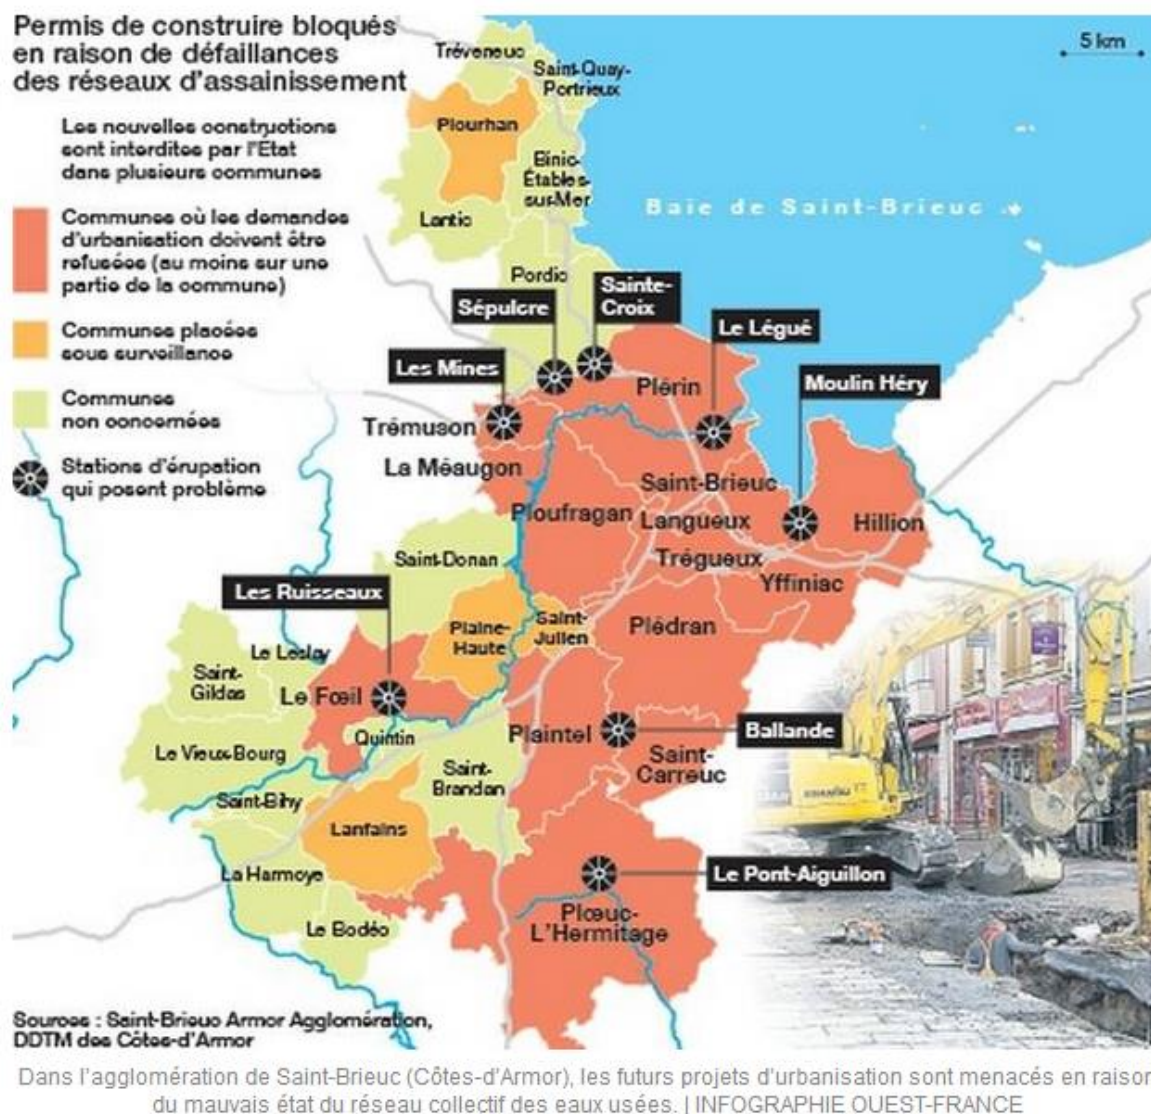 Permis de construire bloqués
en raison de défaillances
des réseaux d'assainissement
Les nouvelles constructions
sont interdites par l'État
dans plusieurs communes
Communes où les demandes
d'urbanisation doivent être
refusées (au moins sur une
partie de la commune)
Communes placées
sous surveillance
Communes
non concernées
Stations d'érupation
qui posent problème
5 km
Tréveneuc
Saint-Quay-
Portrieux
Plourhan
Binic-
Étables-
sur-Mer
Lantic
Baie de Saint-Brieuc
Pordic
Sainte-
Croix
Sépulcre
Le Légué
Les Mines
Moulin Héry
Plérin
Trémuson
La Méaugon
Saint-Brieuc
Ploufragan
Langueux
Hillion
Trégueux
Yffiniac
Saint-Donan
Les Ruisseaux
Plaine-
Haute
Saint-
Julien
Plédran
Le Leslay
Saint-
Gildas
Le Fœil
Quintin
Plaintel
Ballande
Le Vieux-Bourg
Saint-
Carreuc
Saint-
Brandan
Saint-Bihy
Lanfains
La Harmoye
Le Pont-Aiguillon
Le Bodéo
Plœuc-
L'Hermitage
Sources : Saint-Brieuc Armor Agglomération,
DDTM des Côtes-d'Armor
Dans l'agglomération de Saint-Brieuc (Côtes-d'Armor), les futurs projets d'urbanisation sont menacés en raison
du mauvais état du réseau collectif des eaux usées. | INFOGRAPHIE OUEST-FRANCE